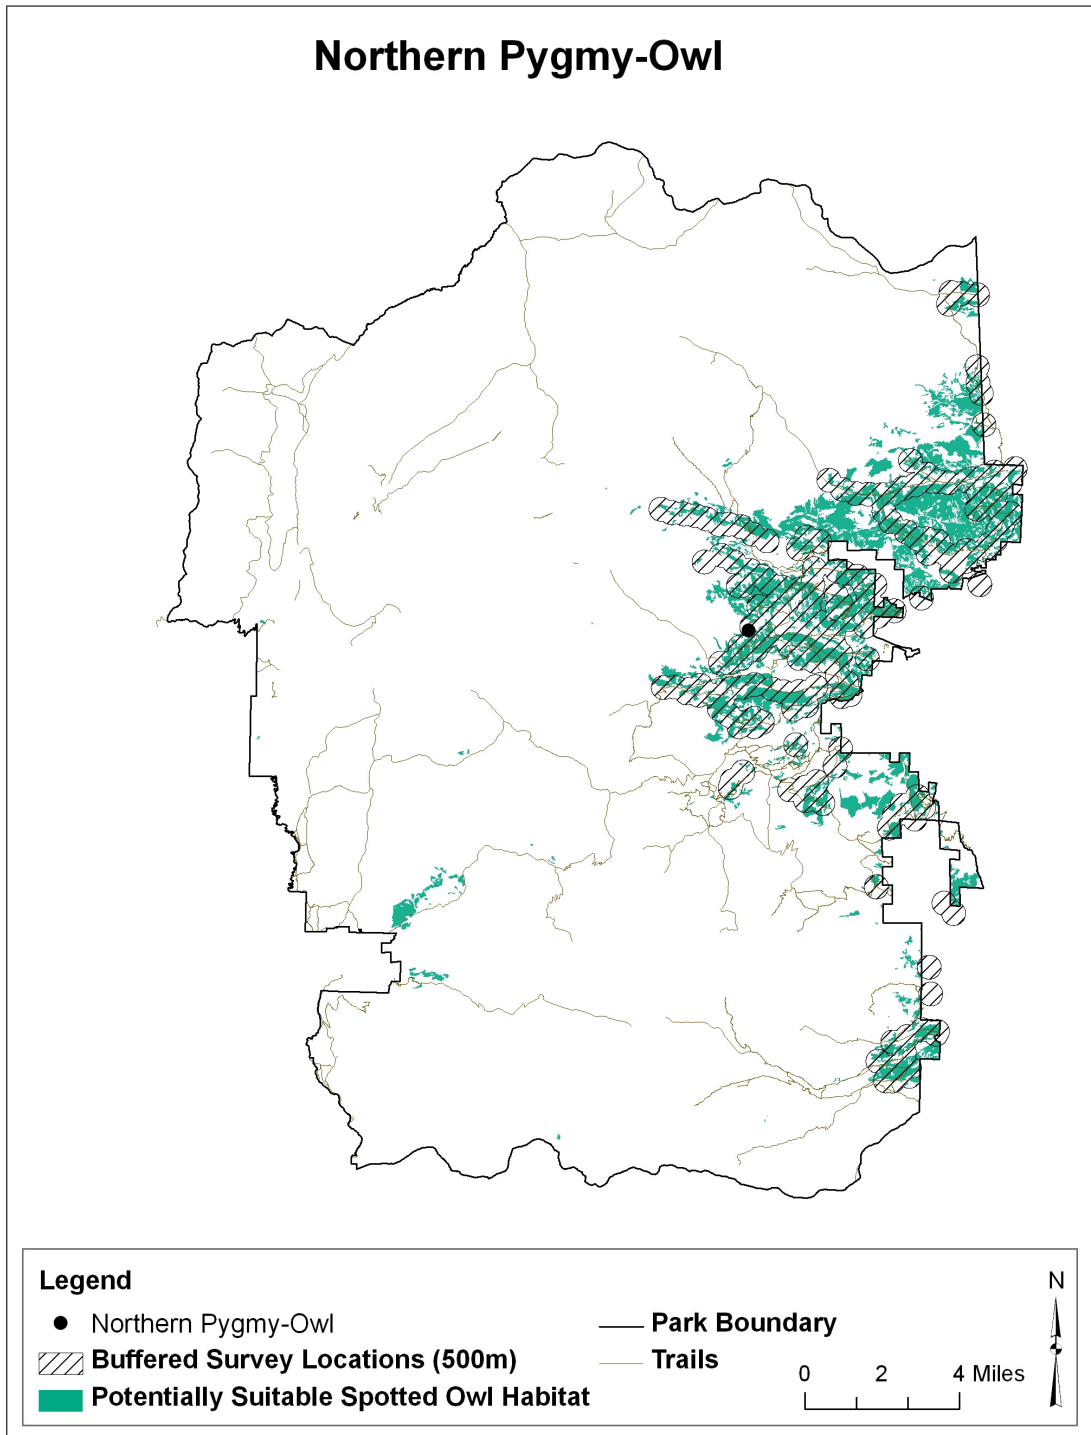 Northern Pygmy-Owl
Legend
Northern Pygmy-Owl
Buffered Survey Locations (500m)
Potentially Suitable Spotted Owl Habitat
Park Boundary
Trails
0 2 4 Miles
N